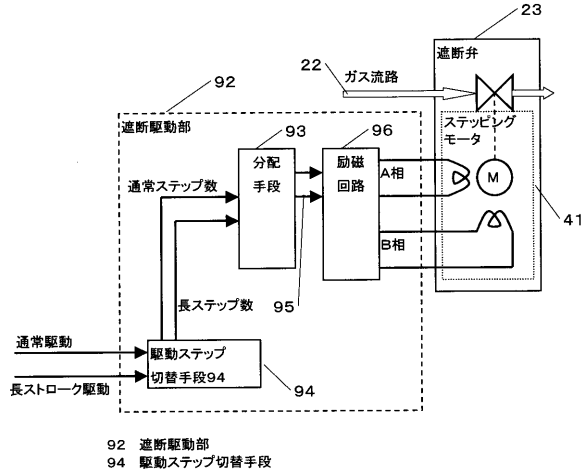 23
22
ガス流路
遮断弁
92
遮断駆動部
93
96
ステッピング
モータ
分配
手段
励磁
回路
通常ステップ数
A相
M
41
B相
長ステップ数
95
通常駆動
駆動ステップ
切替手段94
長ストローク駆動
94
92 遮断駆動部
94 駆動ステップ切替手段